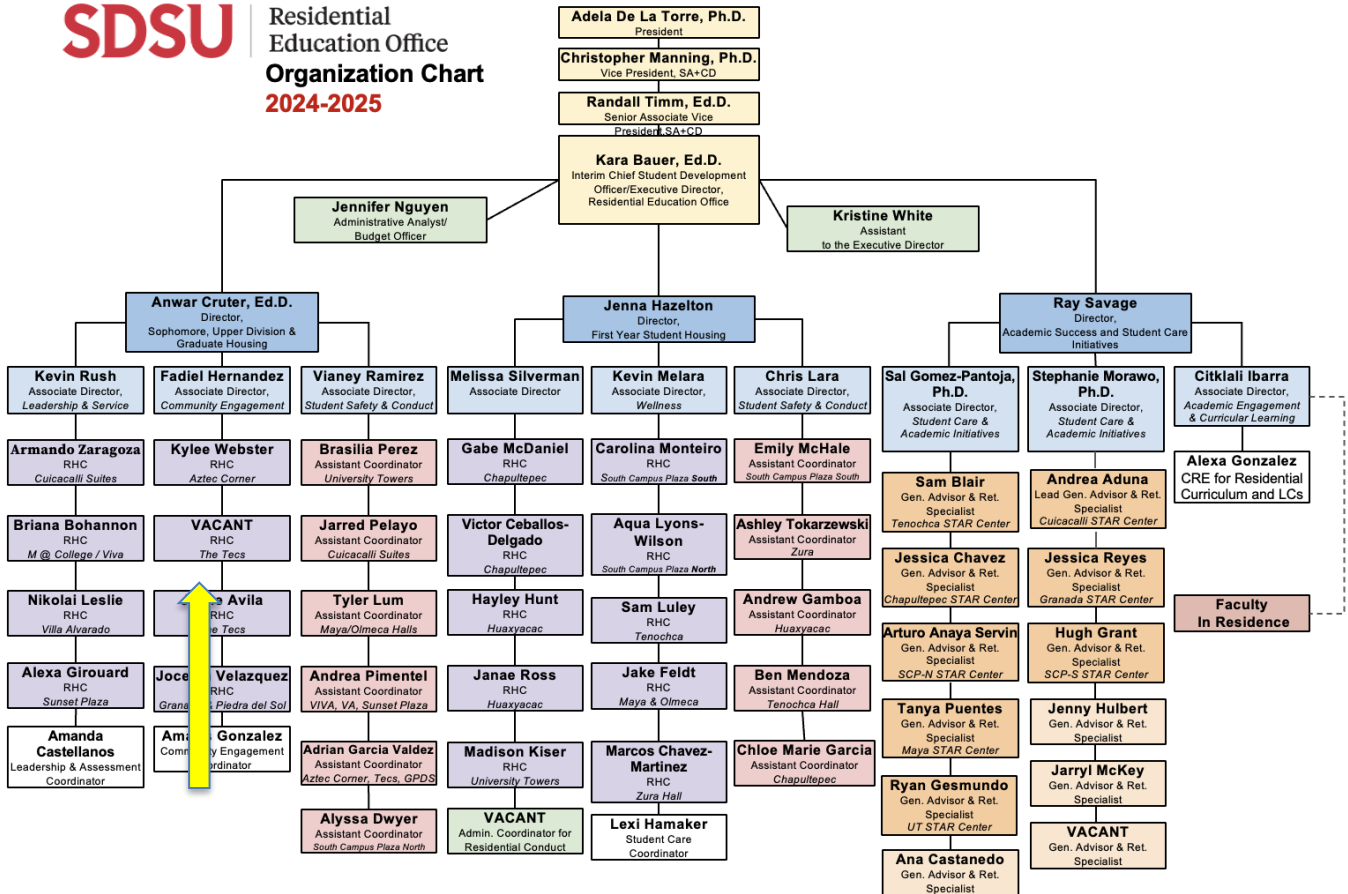 SDSU
Residential
Education Office
Organization Chart
2024-2025
Adela De La Torre, Ph.D.
President
Christopher Manning, Ph.D.
Vice President, SA+CD
Randall Timm, Ed.D.
Senior Associate Vice
President,SA+CD
Kara Bauer, Ed.D.
Interim Chief Student Development
Officer/Executive Director,
Residential Education Office
Jennifer Nguyen
Administrative Analyst/
Budget Officer
Kristine White
Assistant
to the Executive Director
Anwar Cruter, Ed.D.
Director,
Sophomore, Upper Division &
Graduate Housing
Kevin Rush
Associate Director,
Leadership & Service
Armando Zaragoza
RHC
Cuicacalli Suites
Briana Bohannon
RHC
M @ College / Viva
Nikolai Leslie
RHC
Villa Alvarado
Alexa Girouard
RHC
Sunset Plaza
Amanda
Castellanos
Leadership & Assessment
Coordinator
Fadiel Hernandez
Associate Director,
Community Engagement
Kylee Webster
RHC
Aztec Corner
VACANT
RHC
The Tecs
Avila
RHC
Tecs
Velazquez
RHC
Piedra del Sol
Gonzalez
Engagement
Vianey Ramirez
Associate Director,
Student Safety & Conduct
Brasilia Perez
Assistant Coordinator
University Towers
Jarred Pelayo
Assistant Coordinator
Cuicacalli Suites
Tyler Lum
Assistant Coordinator
Maya/Olmeca Halls
Andrea Pimentel
Assistant Coordinator
VIVA, VA, Sunset Plaza
Adrian Garcia Valdez
Assistant Coordinator
Aztec Corner, Tecs, GPDS
Alyssa Dwyer
Assistant Coordinator
South Campus Plaza North
Jenna Hazelton
Director,
First Year Student Housing
Melissa Silverman
Associate Director
Gabe McDaniel
RHC
Chapultepec
Victor Ceballos-
Delgado
RHC
Chapultepec
Hayley Hunt
RHC
Huaxyacac
Janae Ross
RHC
Huaxyacac
Madison Kiser
RHC
University Towers
VACANT
Admin. Coordinator for
Residential Conduct
Kevin Melara
Associate Director,
Wellness
Carolina Monteiro
RHC
South Campus Plaza South
Aqua Lyons-
Wilson
RHC
South Campus Plaza North
Sam Luley
RHC
Tenochca
Jake Feldt
RHC
Maya & Olmeca
Marcos Chavez-
Martinez
RHC
Zura Hall
Lexi Hamaker
Student Care
Coordinator
Chris Lara
Associate Director,
Student Safety & Conduct
Emily McHale
Assistant Coordinator
South Campus Plaza South
Ashley Tokarzewski
Assistant Coordinator
Zura
Andrew Gamboa
Assistant Coordinator
Huaxyacac
Ben Mendoza
Assistant Coordinator
Tenochca Hall
Chloe Marie Garcia
Assistant Coordinator
Chapultepec
Ray Savage
Director,
Academic Success and Student Care
Initiatives
Sal Gomez-Pantoja,
Ph.D.
Associate Director,
Student Care &
Academic Initiatives
Sam Blair
Gen. Advisor & Ret.
Specialist
Tenochca STAR Center
Jessica Chavez
Gen. Advisor & Ret.
Specialist
Chapultepec STAR Center
Arturo Anaya Servin
Gen. Advisor & Ret.
Specialist
SCP-N STAR Center
Tanya Puentes
Gen. Advisor & Ret.
Specialist
Maya STAR Center
Ryan Gesmundo
Gen. Advisor & Ret.
Specialist
UT STAR Center
Ana Castanedo
Gen. Advisor & Ret.
Specialist
Stephanie Morawo,
Ph.D.
Associate Director,
Student Care &
Academic Initiatives
Andrea Aduna
Lead Gen. Advisor & Ret.
Specialist
Cuicacalli STAR Center
Jessica Reyes
Gen. Advisor & Ret.
Specialist
Granada STAR Center
Hugh Grant
Gen. Advisor & Ret.
Specialist
SCP-S STAR Center
Jenny Hulbert
Gen. Advisor & Ret.
Specialist
Jarryl McKey
Gen. Advisor & Ret.
Specialist
VACANT
Gen. Advisor & Ret.
Specialist
Citklali Ibarra
Associate Director,
Academic Engagement
& Curricular Learning
Alexa Gonzalez
CRE for Residential
Curriculum and LCs
Faculty
In Residence